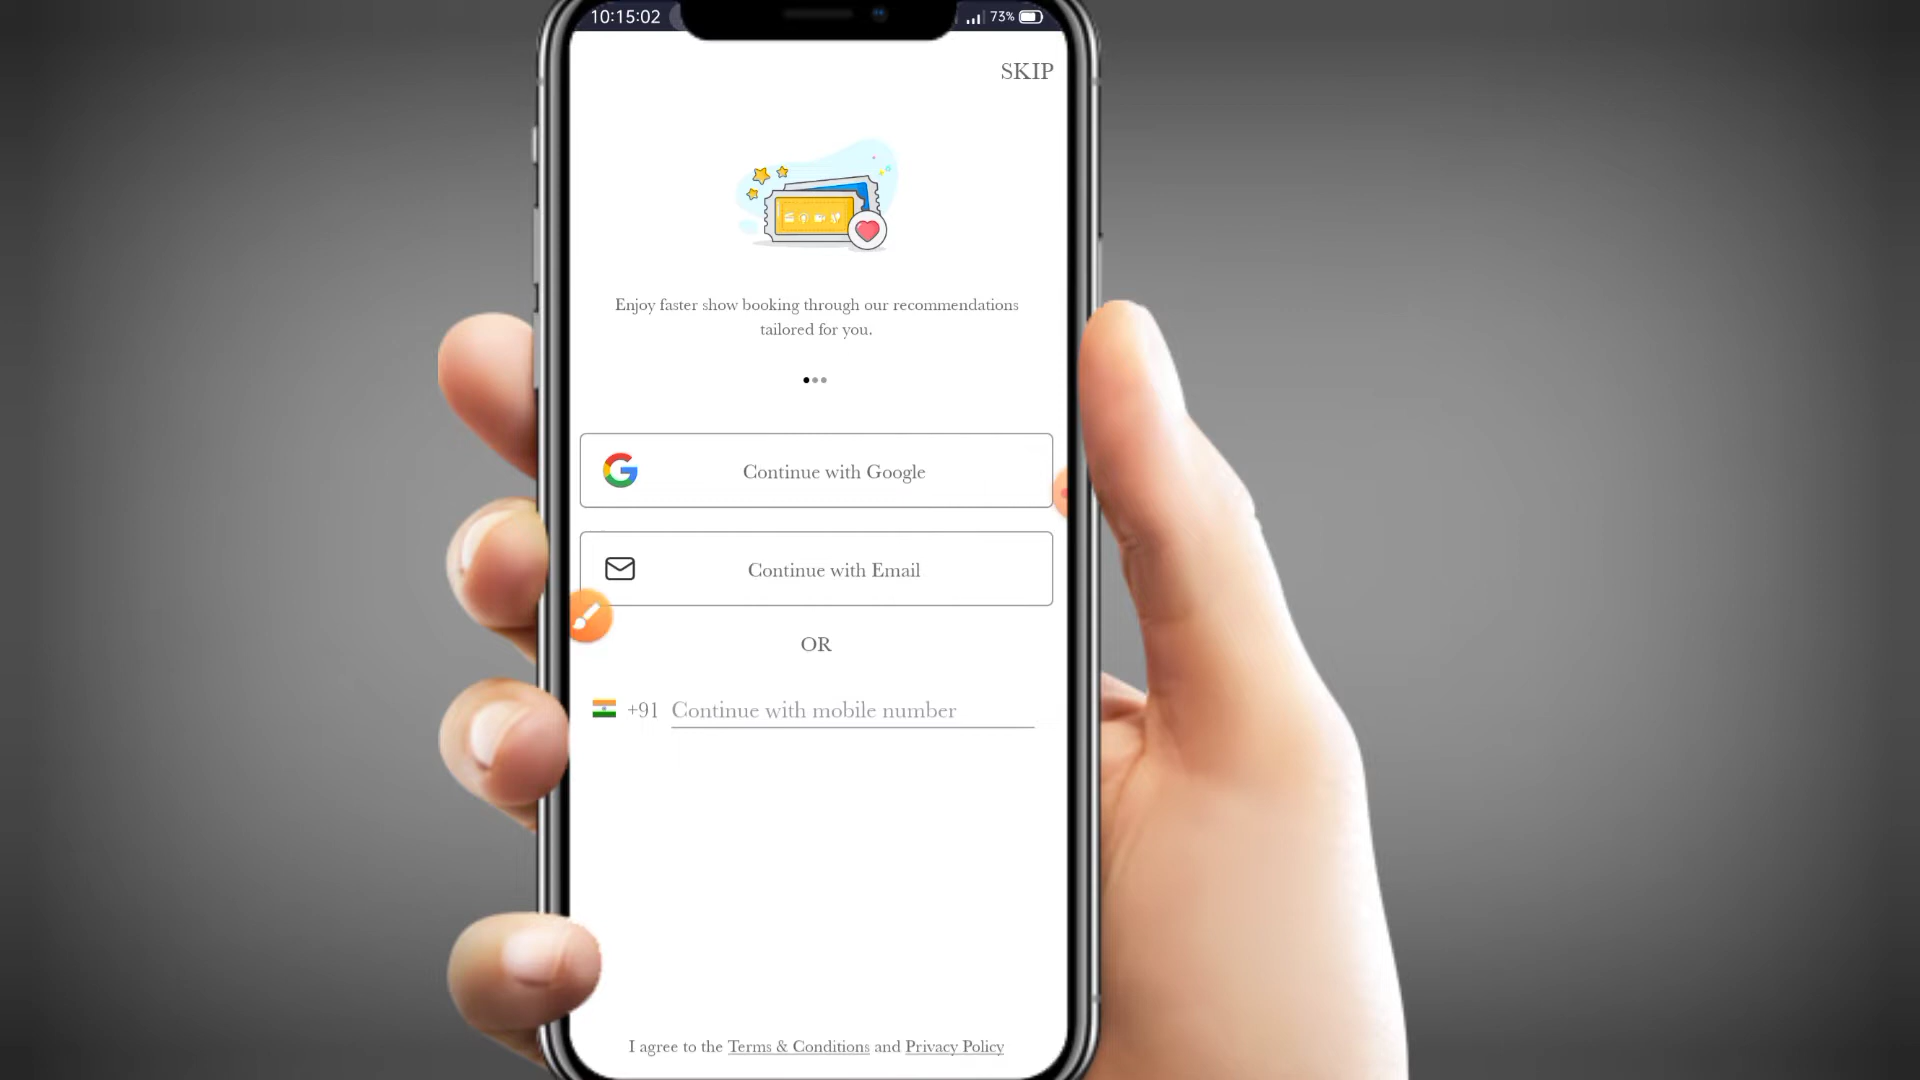 10:15:02
73%
SKIP
Enjoy faster show booking through our recommendations
tailored for you.
Continue with Google
Continue with Email
OR
+91 Continue with mobile number
I agree to the Terms & Conditions and Privacy Policy